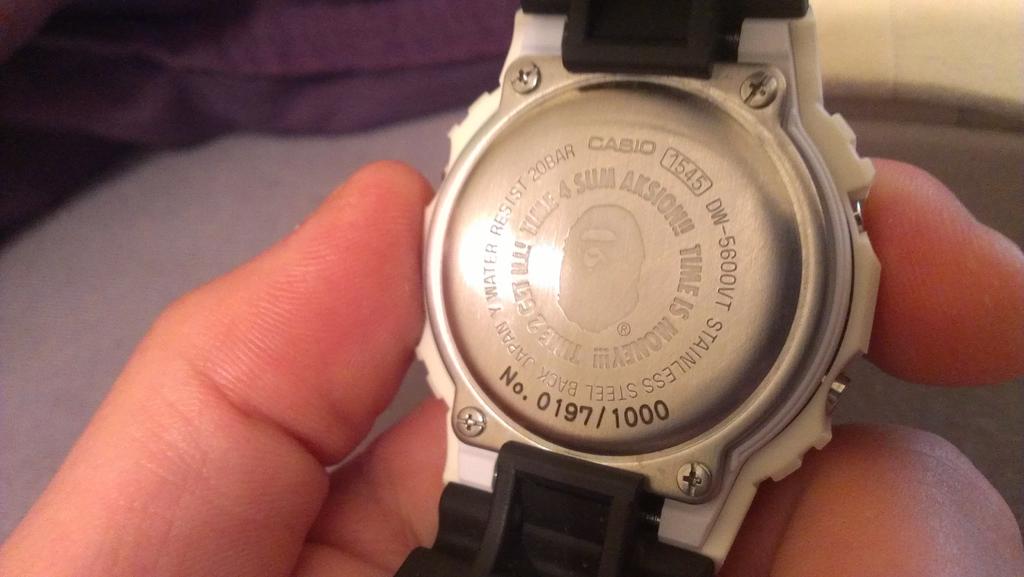 CASIO 1545 DW-5600VT STAINLESS STEEL BACK JAPAN Y WATER RESIST 20BAR
TIME 4 SUM AKSION!! TIME IS MONEY!!! TIME 2 GET
®
No. 0197/1000